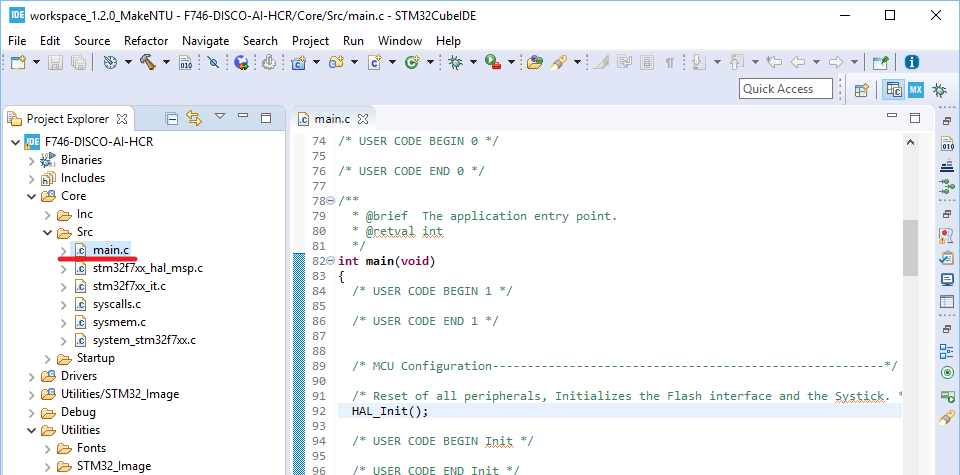 IDE workspace_1.2.0_MakeNTU - F746-DISCO-AI-HCR/Core/Src/main.c - STM32CubeIDE
File Edit Source Refactor Navigate Search Project Run Window Help
Quick Access
MX
Project Explorer
main.c
IDE F746-DISCO-AI-HCR
Binaries
Includes
Core
Inc
Src
main.c
stm32f7xx_hal_msp.c
stm32f7xx_it.c
syscalls.c
sysmem.c
system_stm32f7xx.c
Startup
Drivers
Utilities/STM32_Image
Debug
Utilities
Fonts
STM32_Image
74 /* USER CODE BEGIN 0 */
75
76 /* USER CODE END 0 */
77
78 /**
79 * @brief  The application entry point.
80 * @retval int
81 */
82 int main(void)
83 {
84 /* USER CODE BEGIN 1 */
85
86 /* USER CODE END 1 */
87
88
89 /* MCU Configuration--------------------------------------------------------*/
90
91 /* Reset of all peripherals, Initializes the Flash interface and the Systick. *
92 HAL_Init();
93
94 /* USER CODE BEGIN Init */
95
96 /* USER CODE END Init */